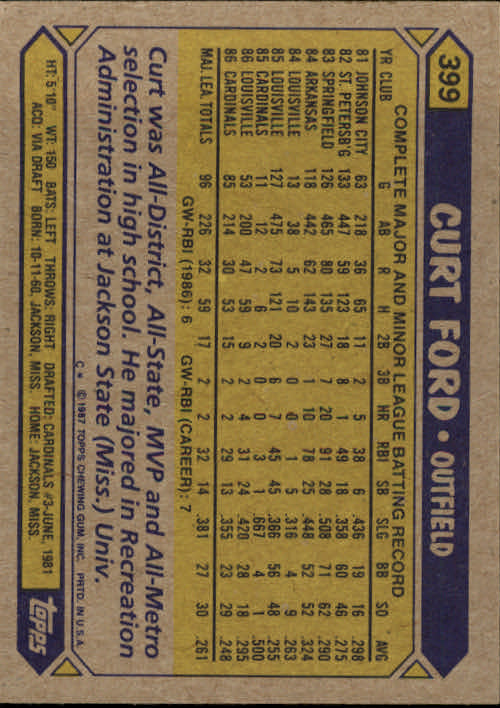 399
CURT FORD • OUTFIELD
COMPLETE MAJOR AND MINOR LEAGUE BATTING RECORD
YR CLUB G AB R H 2B 3B HR RBI SB SLG BB SO AVG
81 JOHNSON CITY 63 218 36 65 11 2 5 38 6 .436 19 16 .298
82 ST. PETERSB'G 133 447 59 123 18 8 1 49 18 .358 60 46 .275
83 SPRINGFIELD 126 465 80 135 27 7 20 91 28 .508 71 62 .290
84 ARKANSAS 118 442 62 143 23 1 10 78 25 .448 52 52 .324
84 LOUISVILLE 13 38 5 10 2 0 0 1 5 .316 4 9 .263
85 LOUISVILLE 127 475 73 121 20 6 7 45 45 .366 56 48 .255
85 CARDINALS 11 12 2 6 2 0 0 3 1 .667 4 1 .500
86 LOUISVILLE 53 200 47 59 9 2 4 31 24 .420 28 18 .295
86 CARDINALS 85 214 30 53 15 2 2 29 13 .355 23 29 .248
MAJ. LEA. TOTALS 96 226 32 59 17 2 2 32 14 .381 27 30 .261
GW-RBI (1986): 6 GW-RBI (CAREER): 7
Curt was All-District, All-State, MVP and All-Metro
selection in high school. He majored in Recreation
Administration at Jackson State (Miss.) Univ.
C * © 1987 TOPPS CHEWING GUM, INC. PRTD. IN U.S.A.
HT: 5'10" WT: 150 BATS: LEFT THROWS: RIGHT DRAFTED: CARDINALS #3-JUNE, 1981
ACQ: VIA DRAFT BORN: 10-11-60, JACKSON, MISS. HOME: JACKSON, MISS.
topps